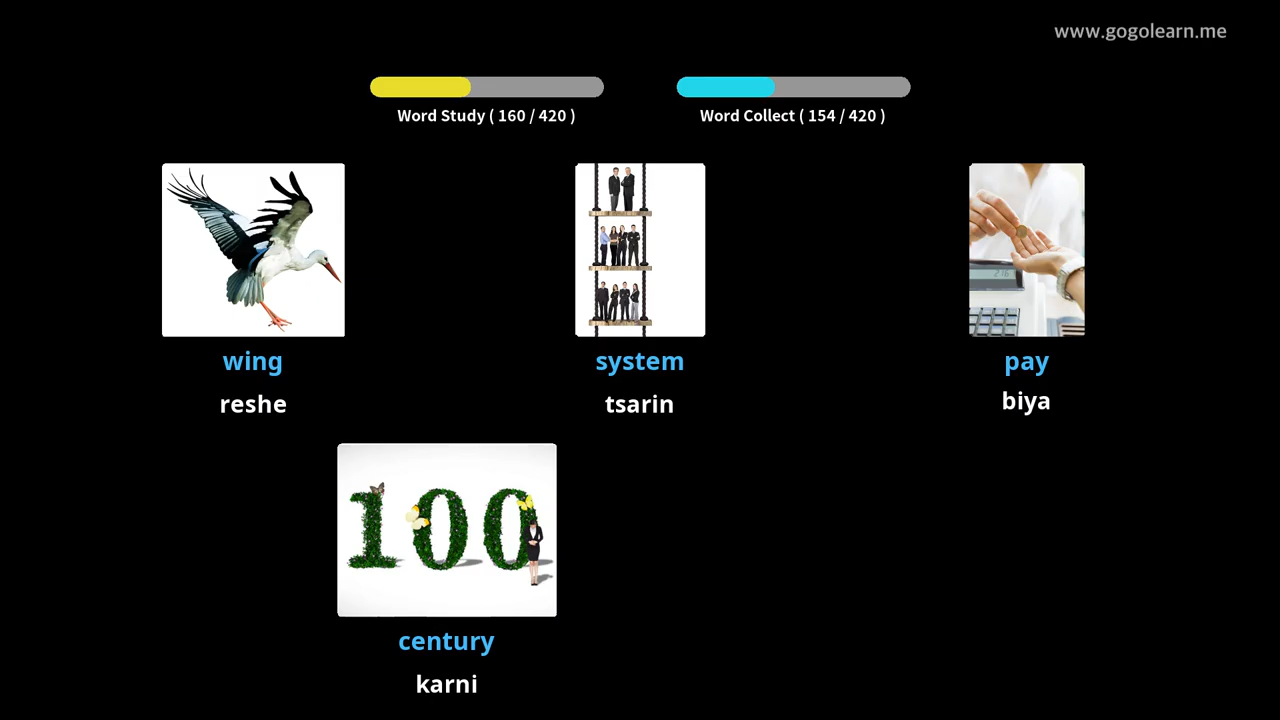 www.gogolearn.me
Word Study ( 160 / 420 )
Word Collect ( 154 / 420 )
wing
reshe
system
tsarin
pay
biya
100
century
karni